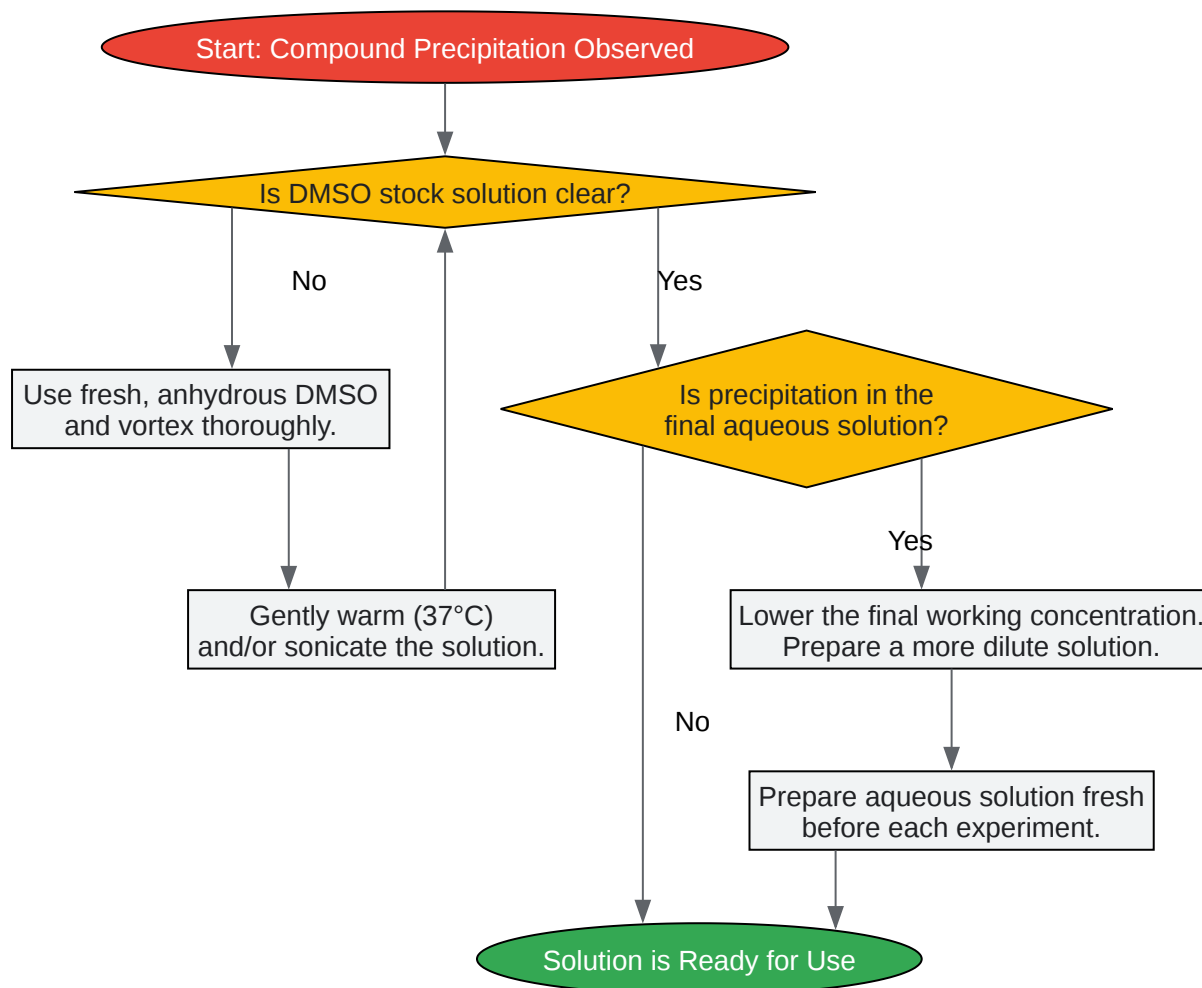 Start: Compound Precipitation Observed
Is DMSO stock solution clear?
No
Yes
Use fresh, anhydrous DMSO
and vortex thoroughly.
Is precipitation in the
final aqueous solution?
Yes
Gently warm (37°C)
and/or sonicate the solution.
Lower the final working concentration.
Prepare a more dilute solution.
No
Prepare aqueous solution fresh
before each experiment.
Solution is Ready for Use